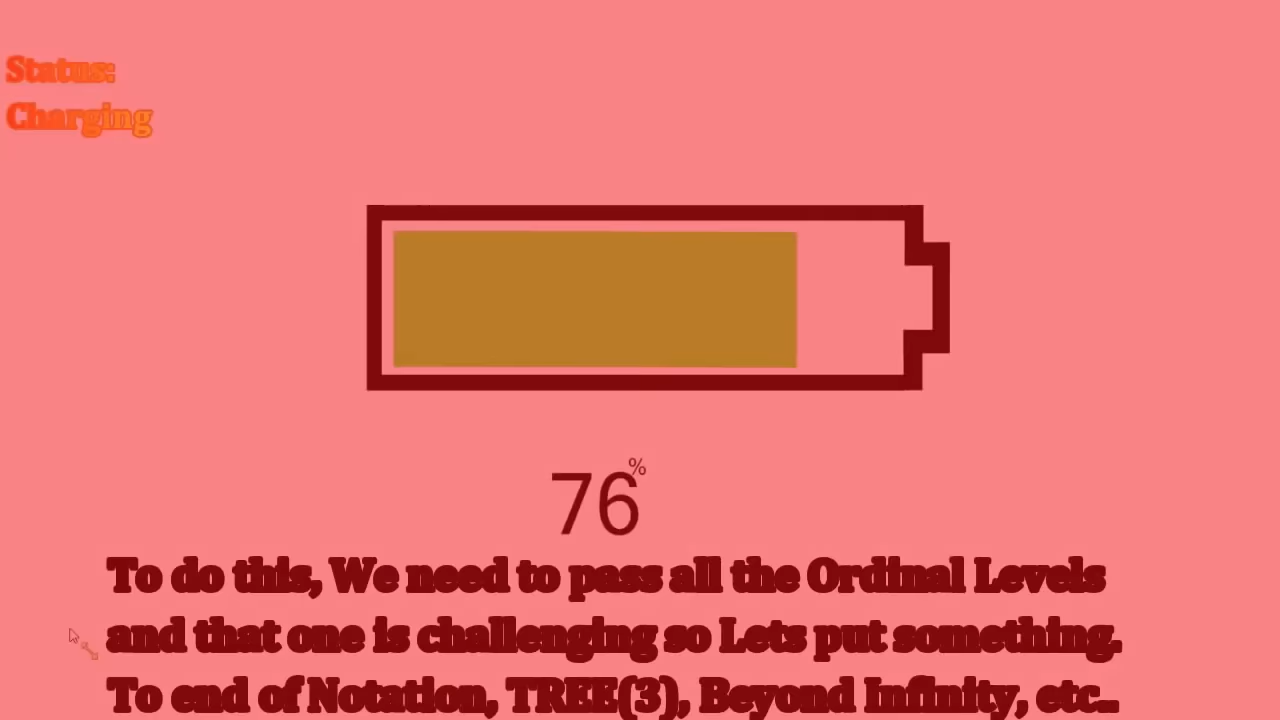 Status:
Charging
76%
To do this, We need to pass all the Ordinal Levels
and that one is challenging so Lets put something.
To end of Notation, TREE(3), Beyond Infinity, etc..